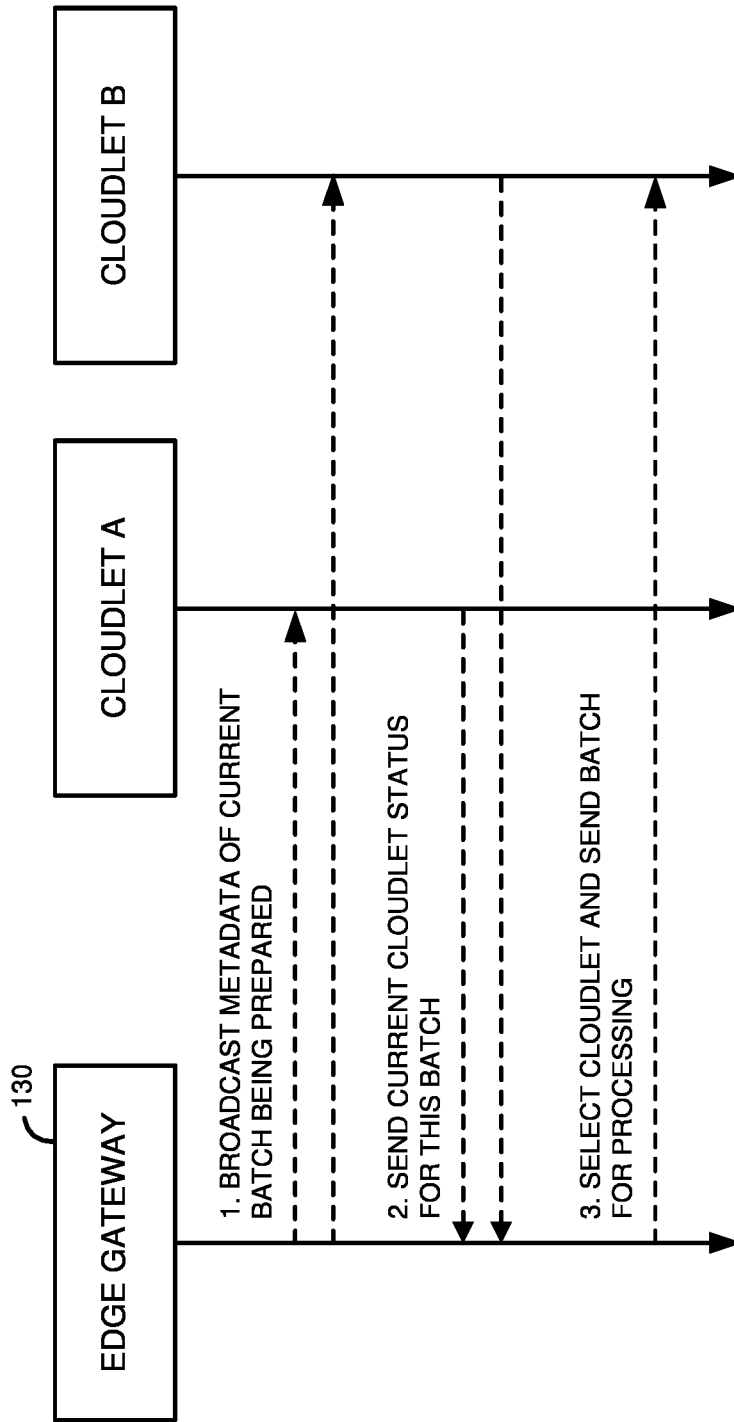 130
EDGE GATEWAY
CLOUDLET A
CLOUDLET B
1. BROADCAST METADATA OF CURRENT
BATCH BEING PREPARED
2. SEND CURRENT CLOUDLET STATUS
FOR THIS BATCH
3. SELECT CLOUDLET AND SEND BATCH
FOR PROCESSING